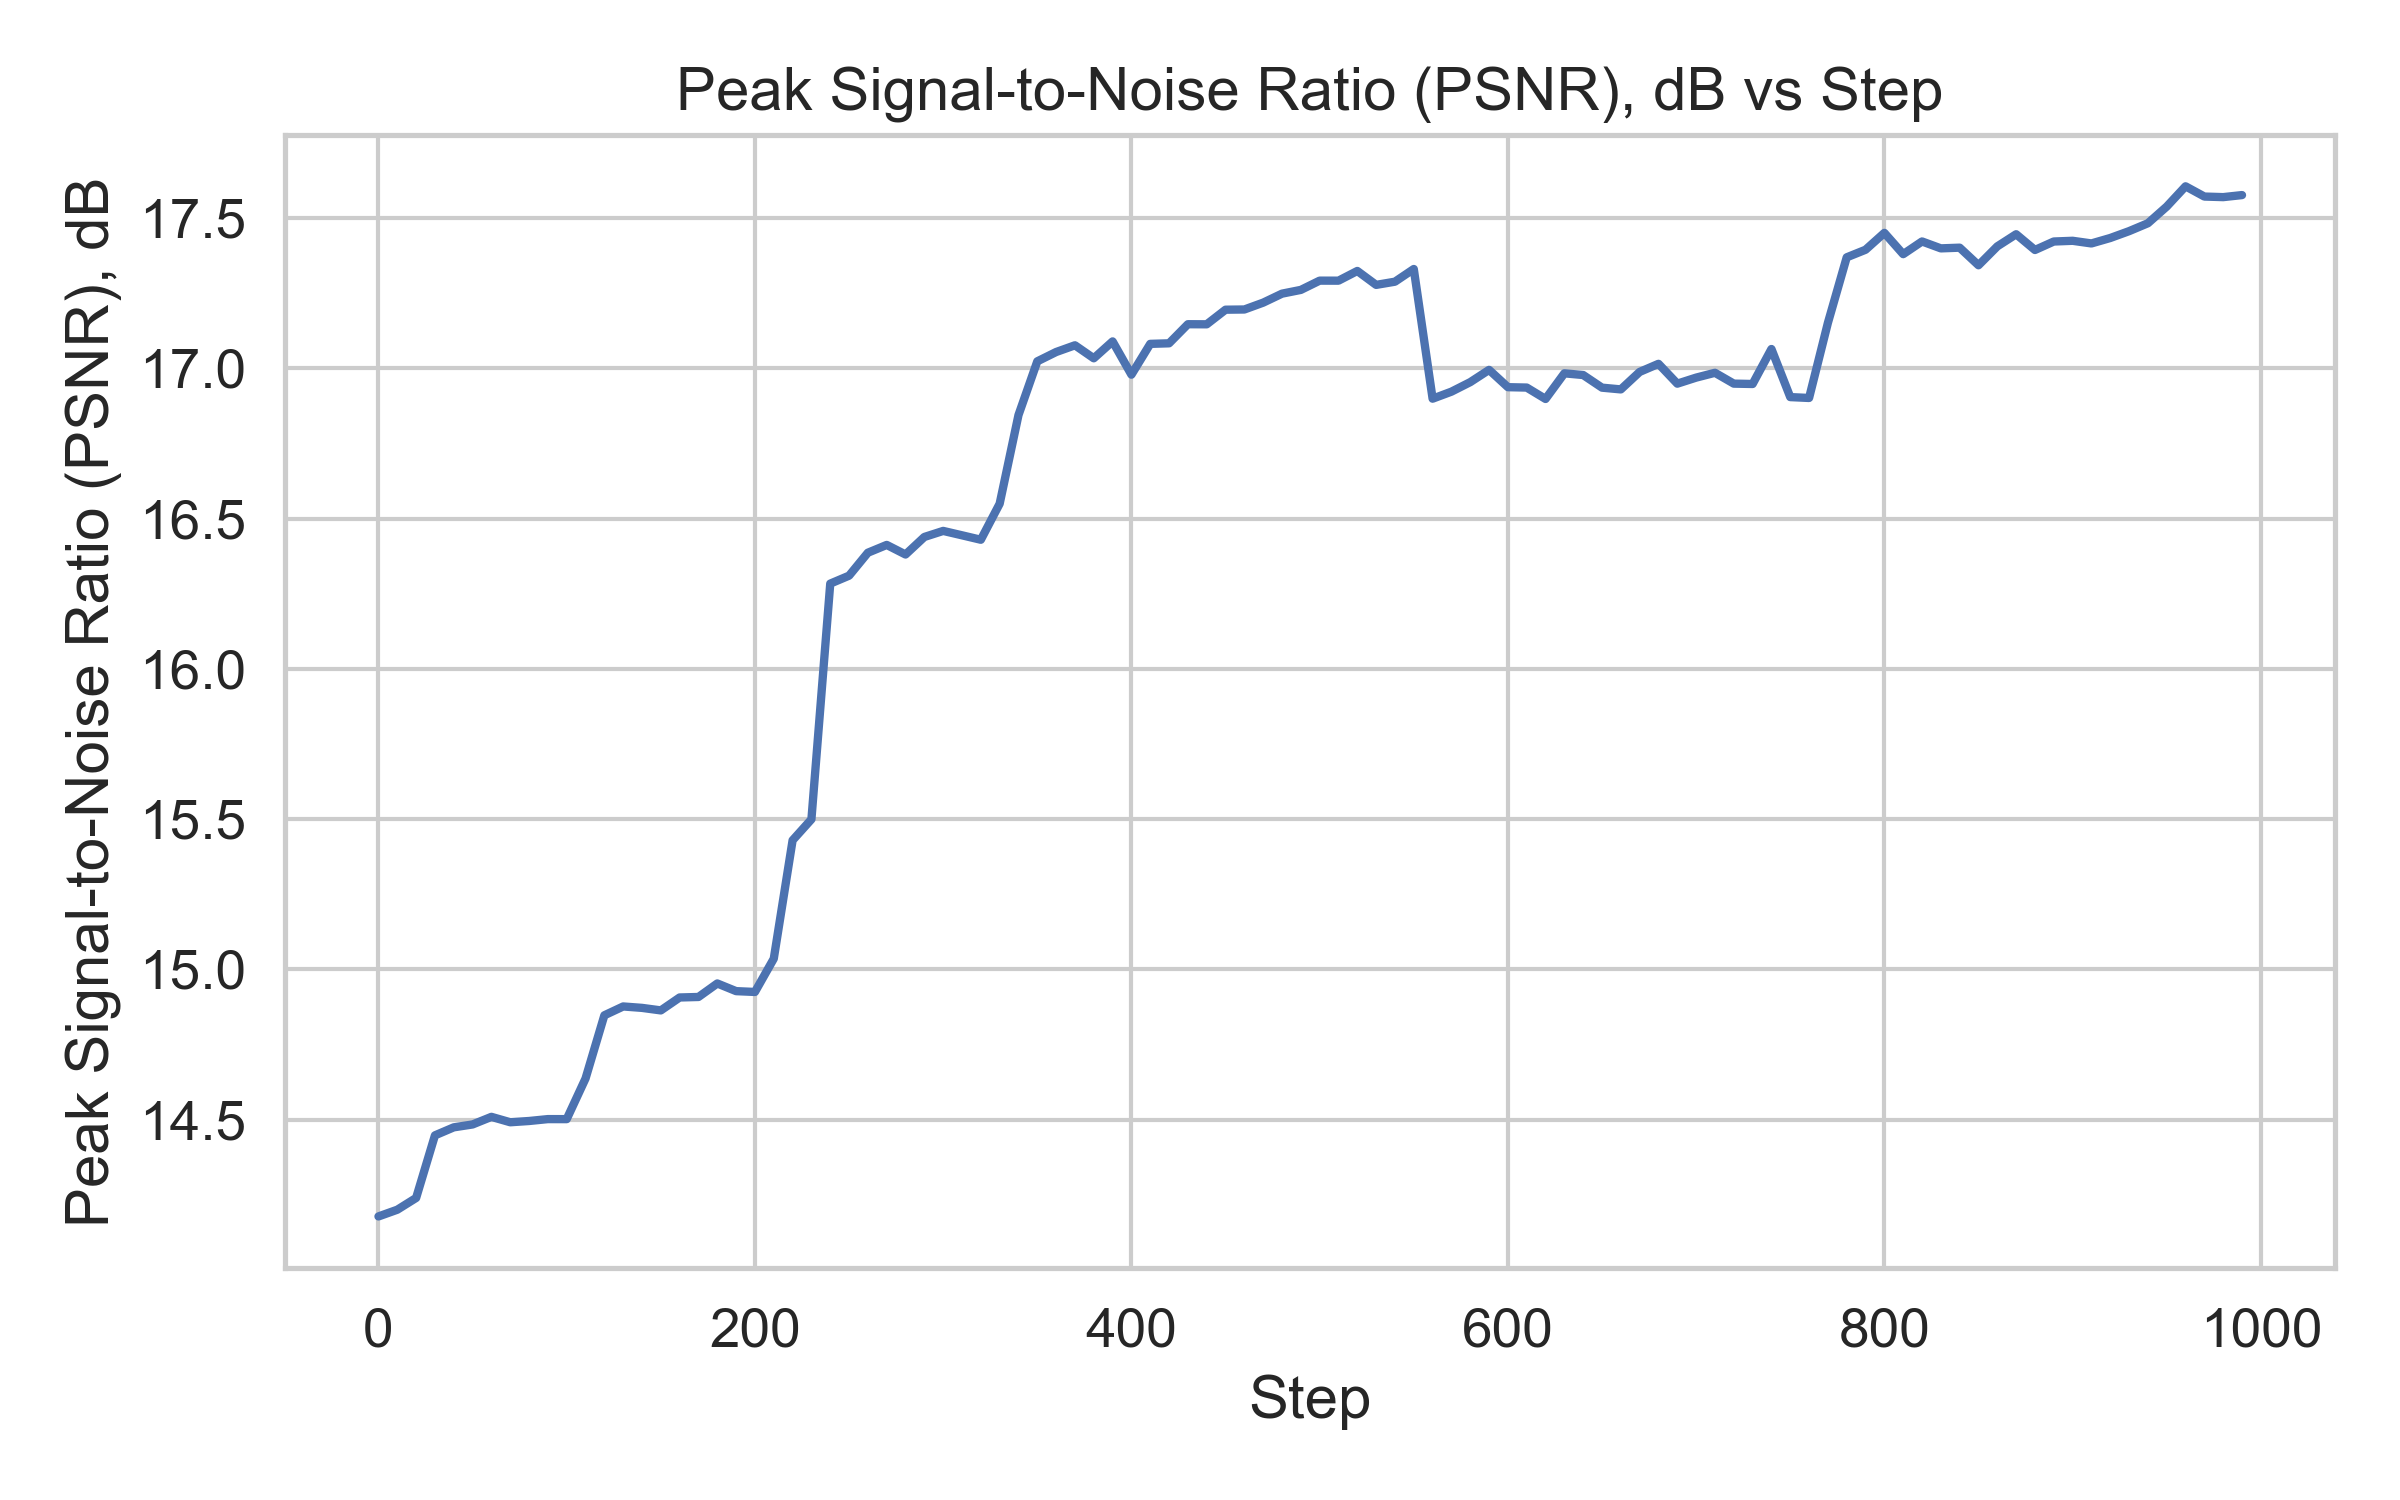 Peak Signal-to-Noise Ratio (PSNR), dB vs Step
Peak Signal-to-Noise Ratio (PSNR), dB
17.5
17.0
16.5
16.0
15.5
15.0
14.5
0 200 400 600 800 1000
Step